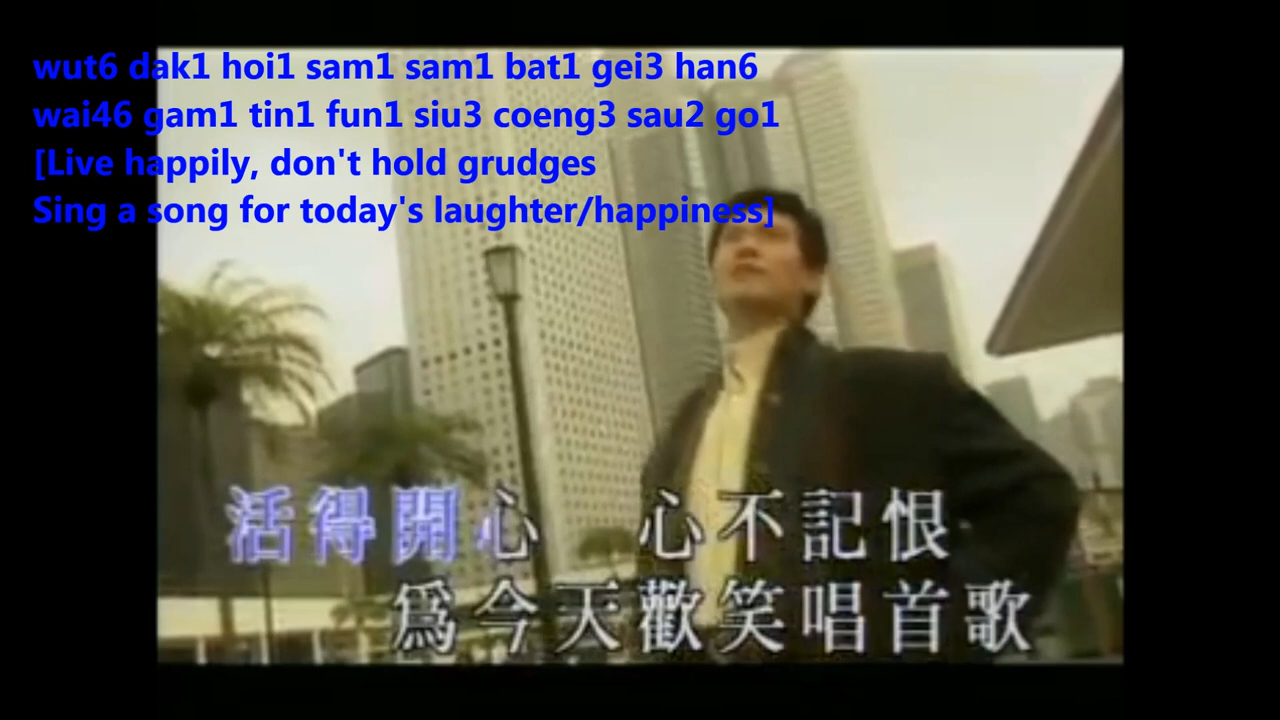 wut6 dak1 hoi1 sam1 sam1 bat1 gei3 han6
wai46 gam1 tin1 fun1 siu3 coeng3 sau2 go1
[Live happily, don't hold grudges
Sing a song for today's laughter/happiness]
活得開心 心不記恨
爲今天歡笑唱首歌